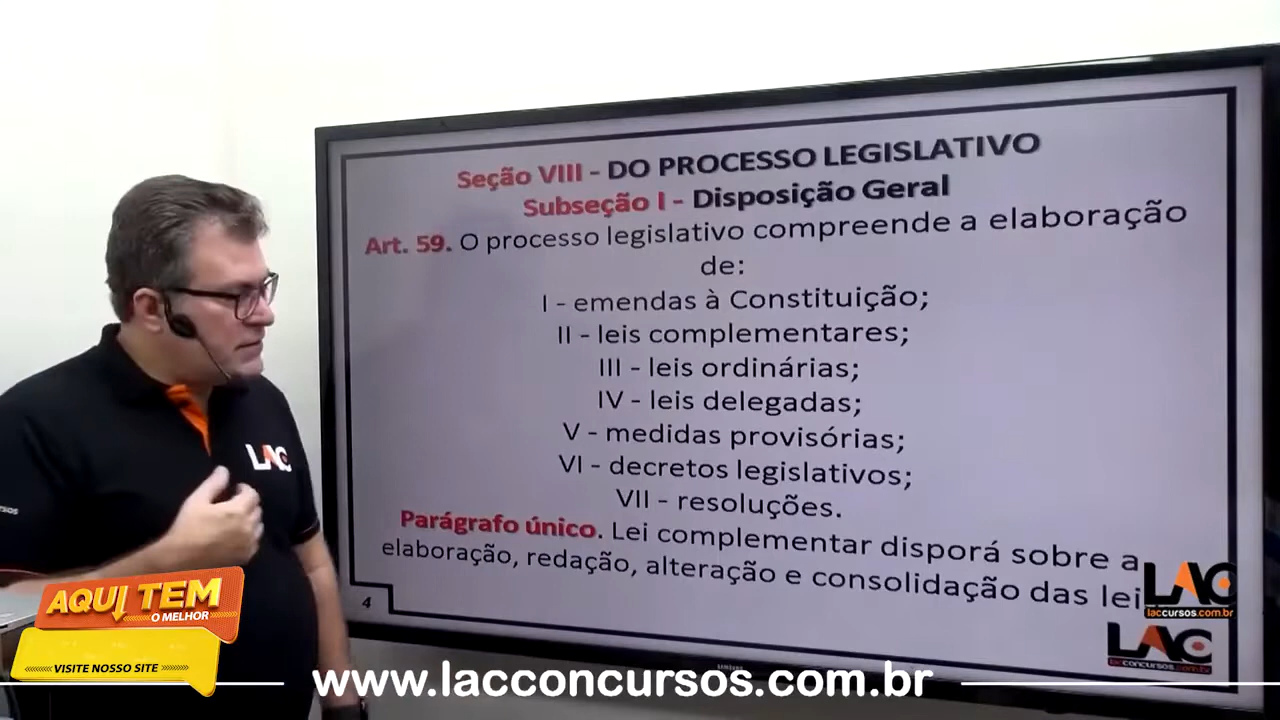 Seção VIII - DO PROCESSO LEGISLATIVO
Subseção I - Disposição Geral
Art. 59. O processo legislativo compreende a elaboração
de:
I - emendas à Constituição;
II - leis complementares;
III - leis ordinárias;
IV - leis delegadas;
V - medidas provisórias;
VI - decretos legislativos;
VII - resoluções.
Parágrafo único. Lei complementar disporá sobre a
elaboração, redação, alteração e consolidação das lei
4
LAC
laccursos.com.br
LAC
LAC
AQUI TEM
O MELHOR
VISITE NOSSO SITE
www.lacconcursos.com.br